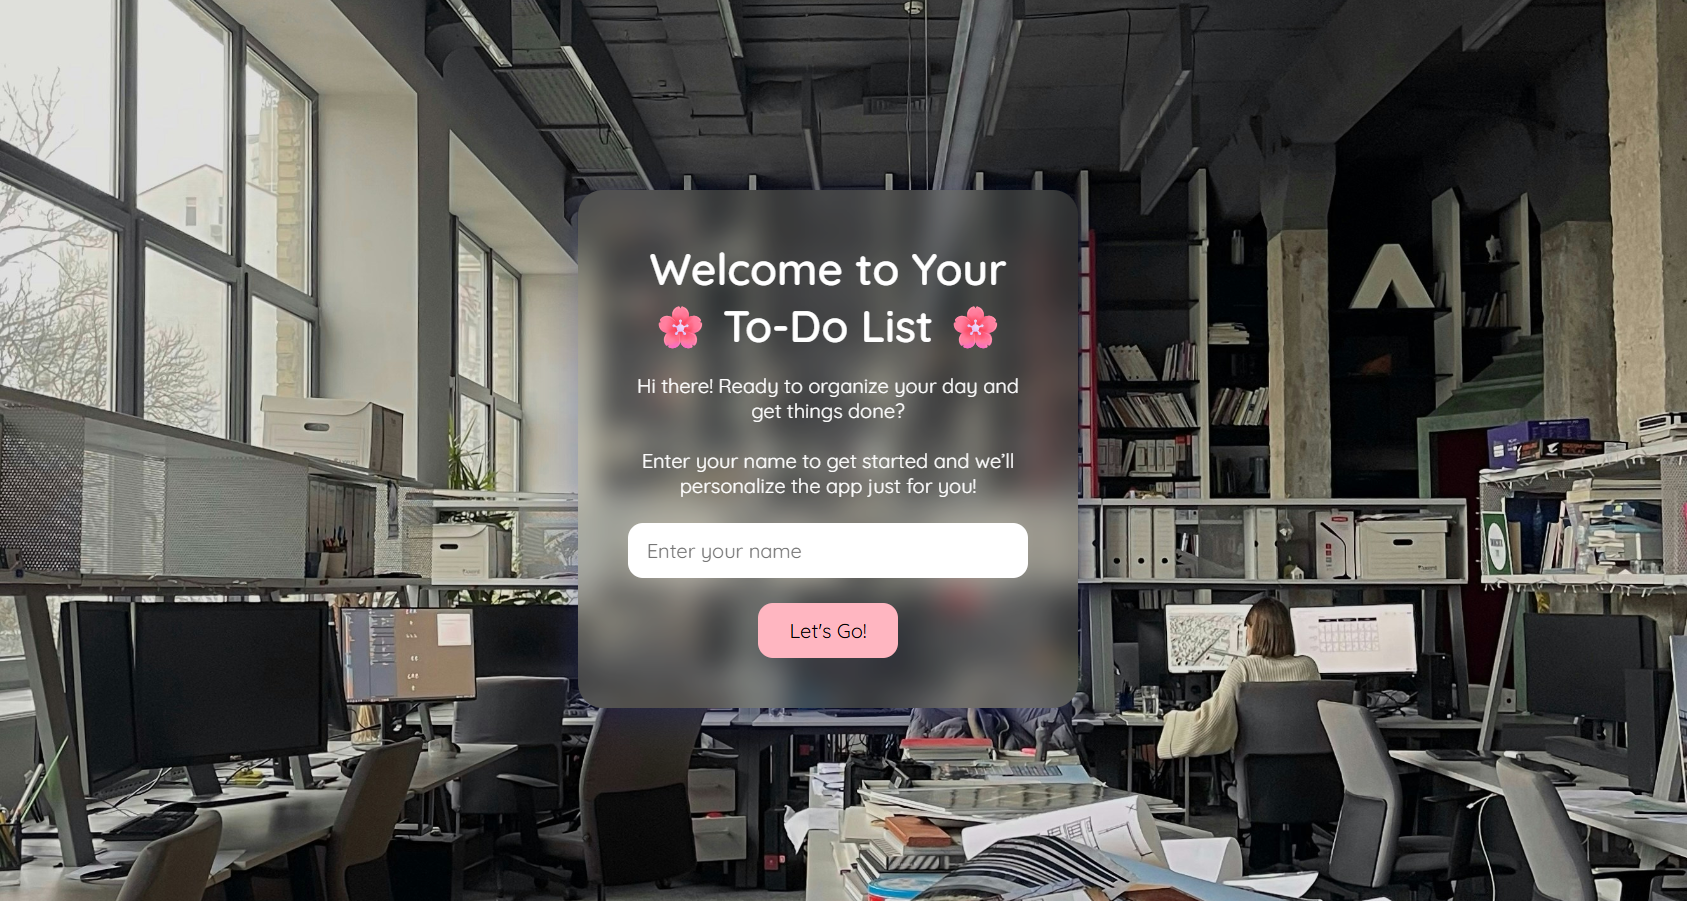 Welcome to Your
🌸 To-Do List 🌸
Hi there! Ready to organize your day and
get things done?
Enter your name to get started and we’ll
personalize the app just for you!
Enter your name
Let's Go!